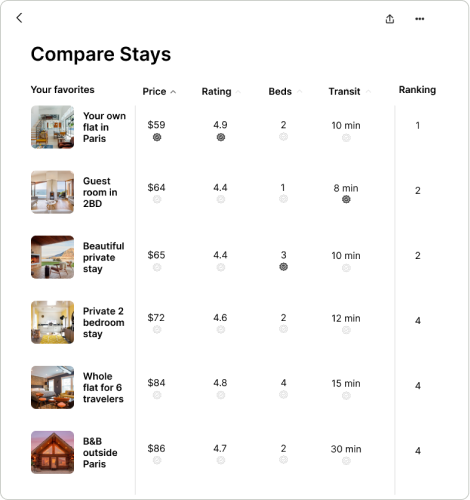 Compare Stays
Your favorites Price Rating Beds Transit Ranking
Your own
flat in
Paris
$59 4.9 2 10 min 1
Guest
room in
2BD
$64 4.4 1 8 min 2
Beautiful
private
stay
$65 4.4 3 10 min 2
Private 2
bedroom
stay
$72 4.6 2 12 min 4
Whole
flat for 6
travelers
$84 4.8 4 15 min 4
B&B
outside
Paris
$86 4.7 2 30 min 4